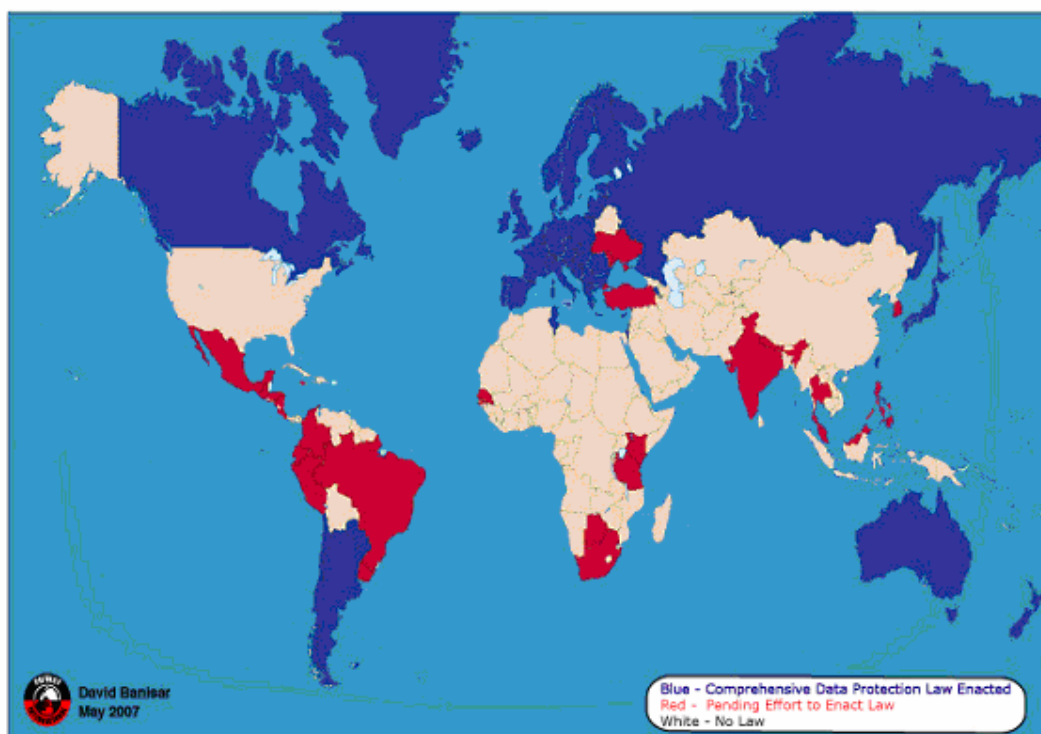 David Banisar
May 2007
Blue - Comprehensive Data Protection Law Enacted
Red - Pending Effort to Enact Law
White - No Law